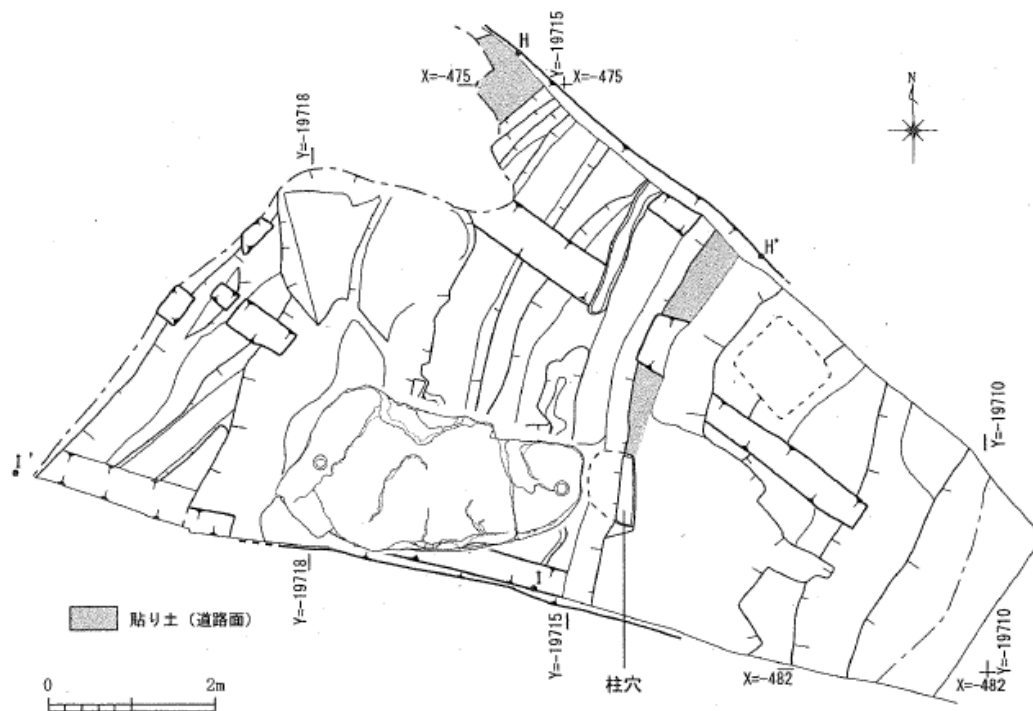 H
Y=-19715
X=-475
X=-475
N
Y=-19718
H'
Y=-19710
I'
Y=-19718
I
Y=-19715
貼り土（道路面）
柱穴
X=-482
X=-482
Y=-19710
0
2m